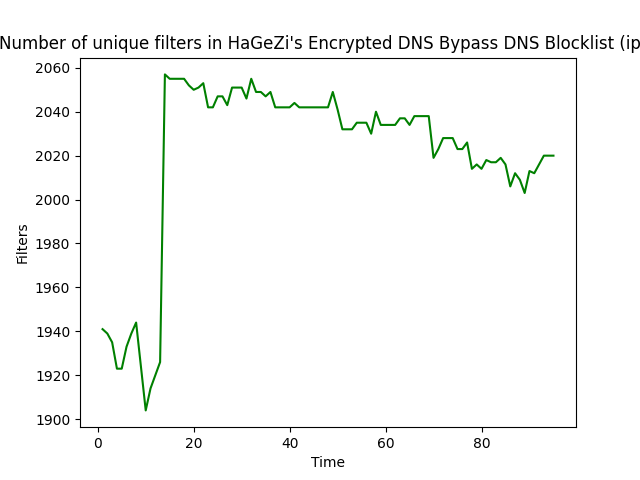 Number of unique filters in HaGeZi's Encrypted DNS Bypass DNS Blocklist (ip
2060
2040
2020
2000
1980
1960
1940
1920
1900
Filters
0 20 40 60 80
Time